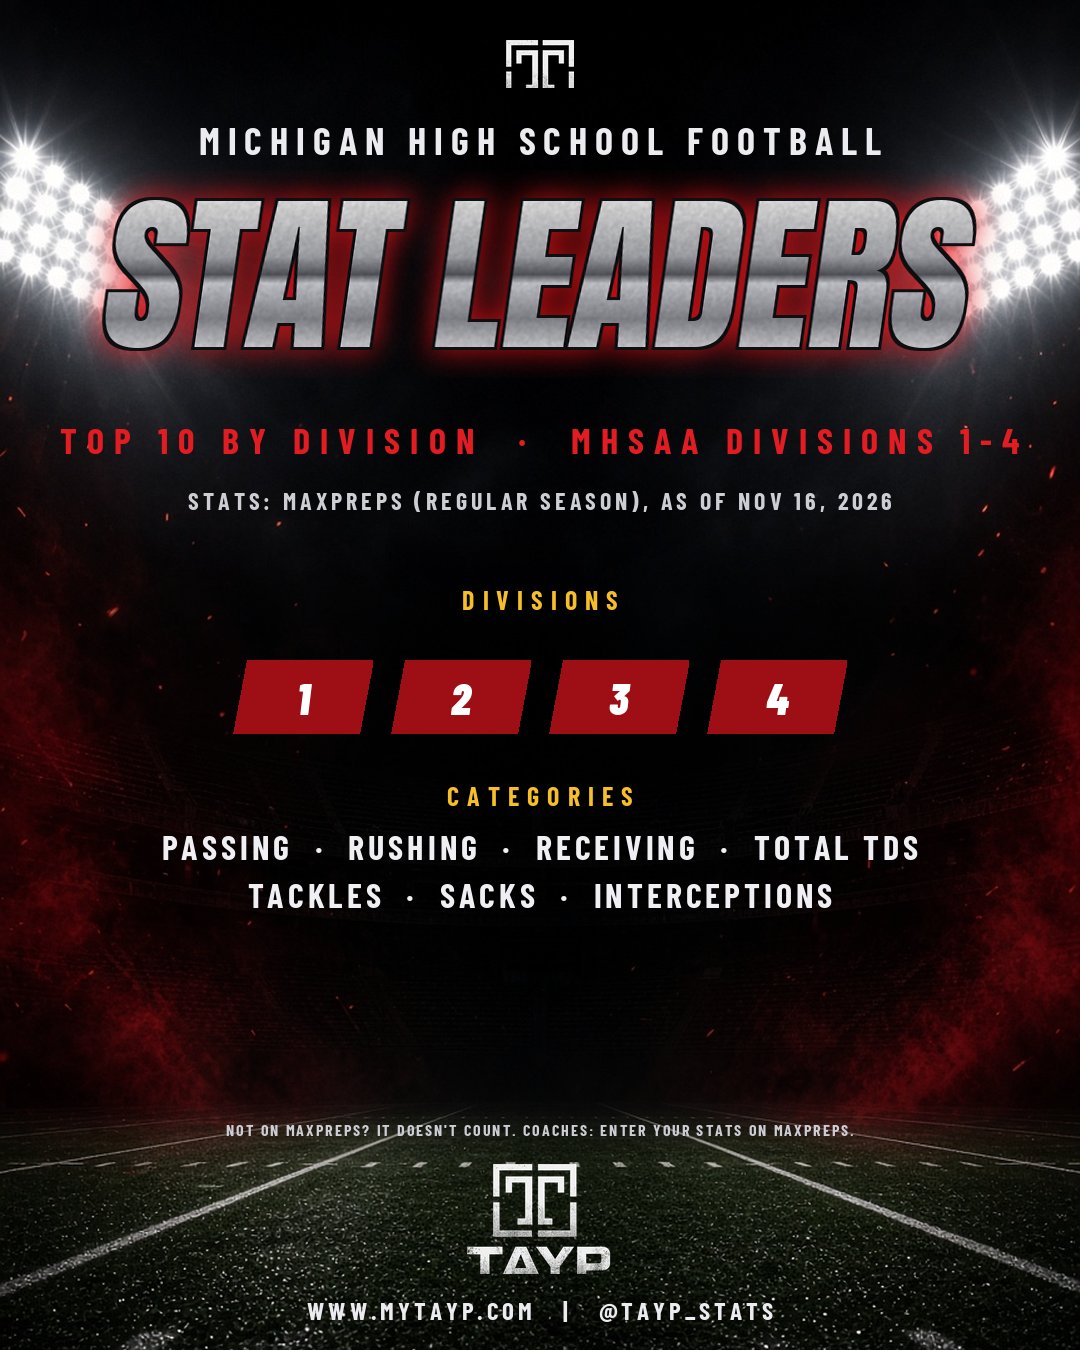 MICHIGAN HIGH SCHOOL FOOTBALL
STAT LEADERS
TOP 10 BY DIVISION · MHSAA DIVISIONS 1-4
STATS: MAXPREPS (REGULAR SEASON), AS OF NOV 16, 2026
DIVISIONS
1 2 3 4
CATEGORIES
PASSING · RUSHING · RECEIVING · TOTAL TDS
TACKLES · SACKS · INTERCEPTIONS
NOT ON MAXPREPS? IT DOESN'T COUNT. COACHES: ENTER YOUR STATS ON MAXPREPS.
TAYP
WWW.MYTAYP.COM | @TAYP_STATS